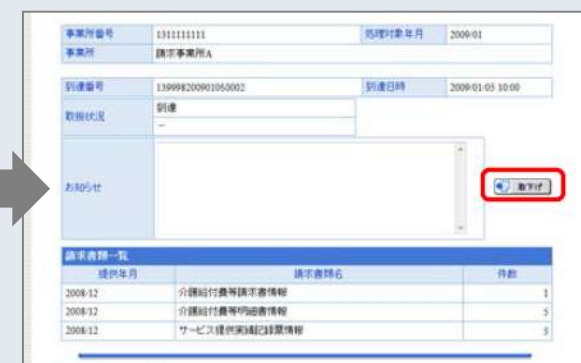 事業所番号 1311111111 処理対象年月 2009/01
事業所 請求事業所A
到達番号 139998200901050002 到達日時 2009/01/05 10:00
取扱状況 到達
―
お知らせ
取下げ
請求書類一覧
提供年月 請求書類名 件数
2008/12 介護給付費等請求書情報 1
2008/12 介護給付費等明細書情報 5
2008/12 サービス提供実績記録票情報 5